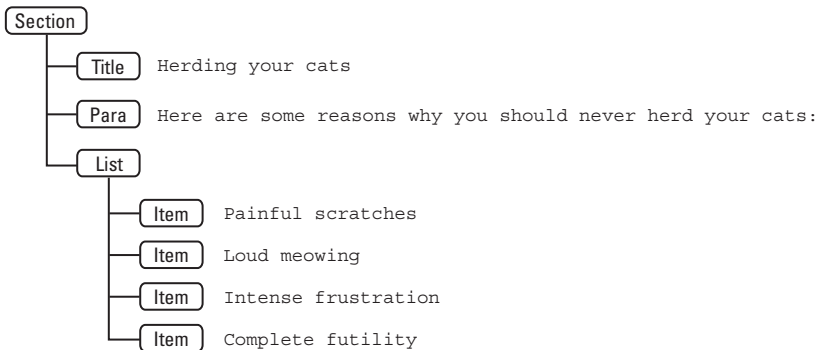 Section
Title Herding your cats
Para Here are some reasons why you should never herd your cats:
List
Item Painful scratches
Item Loud meowing
Item Intense frustration
Item Complete futility